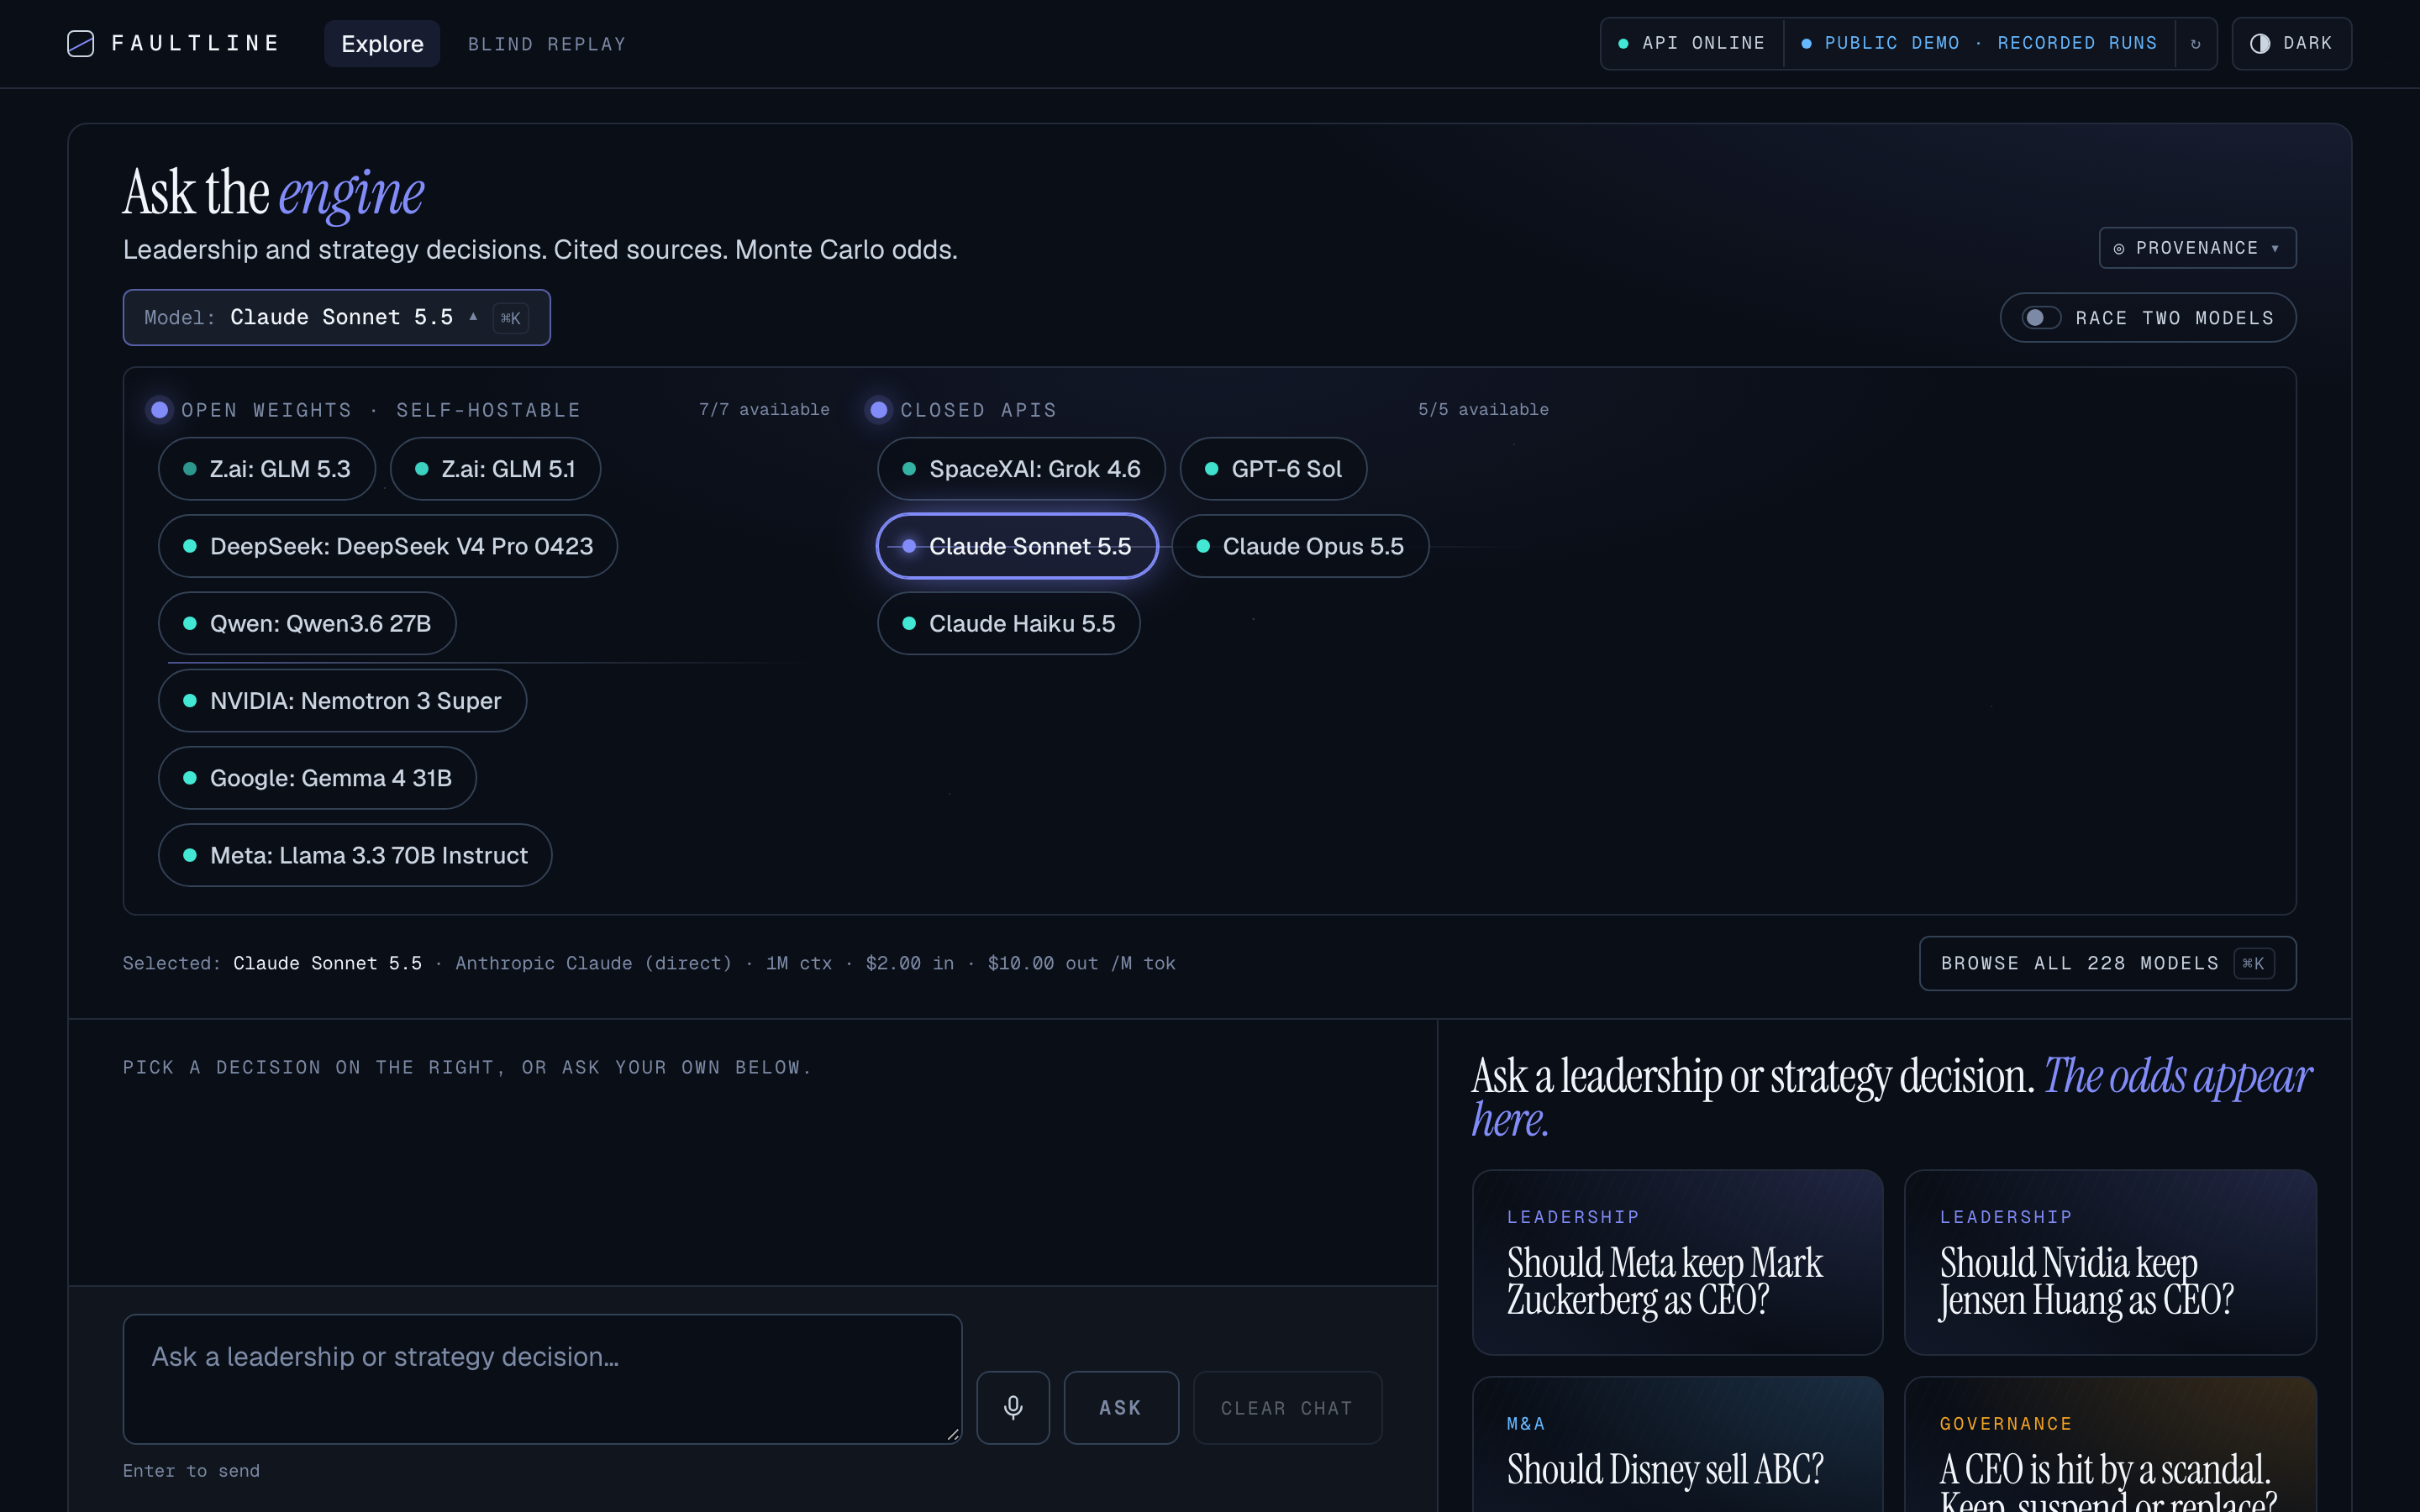 FAULTLINE
Explore
BLIND REPLAY
API ONLINE
PUBLIC DEMO · RECORDED RUNS
↻
DARK
Ask the engine
Leadership and strategy decisions. Cited sources. Monte Carlo odds.
◎ PROVENANCE ▾
Model: Claude Sonnet 5.5 ▲ ⌘K
RACE TWO MODELS
OPEN WEIGHTS · SELF-HOSTABLE
7/7 available
Z.ai: GLM 5.3
Z.ai: GLM 5.1
DeepSeek: DeepSeek V4 Pro 0423
Qwen: Qwen3.6 27B
NVIDIA: Nemotron 3 Super
Google: Gemma 4 31B
Meta: Llama 3.3 70B Instruct
CLOSED APIS
5/5 available
SpaceXAI: Grok 4.6
GPT-6 Sol
Claude Sonnet 5.5
Claude Opus 5.5
Claude Haiku 5.5
Selected: Claude Sonnet 5.5 · Anthropic Claude (direct) · 1M ctx · $2.00 in · $10.00 out /M tok
BROWSE ALL 228 MODELS ⌘K
PICK A DECISION ON THE RIGHT, OR ASK YOUR OWN BELOW.
Ask a leadership or strategy decision…
ASK
CLEAR CHAT
Enter to send
Ask a leadership or strategy decision. The odds appear
here.
LEADERSHIP
Should Meta keep Mark
Zuckerberg as CEO?
LEADERSHIP
Should Nvidia keep
Jensen Huang as CEO?
M&A
Should Disney sell ABC?
GOVERNANCE
A CEO is hit by a scandal.
Keep, suspend or replace?